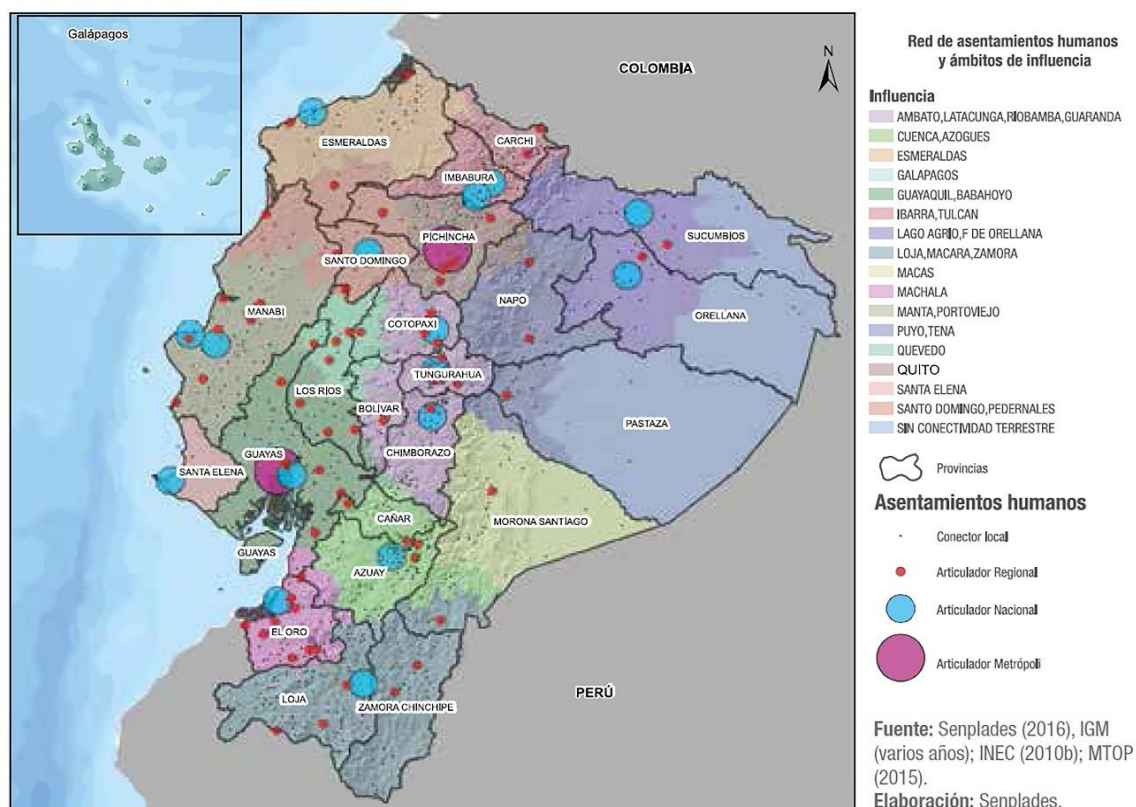 Galápagos
N
COLOMBIA
ESMERALDAS
CARCHI
IMBABURA
SUCUMBIOS
PICHINCHA
SANTO DOMINGO
NAPO
MANABI
ORELLANA
COTOPAXI
TUNGURAHUA
LOS RIOS
BOLÍVAR
PASTAZA
CHIMBORAZO
GUAYAS
SANTA ELENA
CAÑAR
MORONA SANTÍAGO
GUAYAS
AZUAY
EL ORO
LOJA
ZAMORA CHINCHIPE
PERÚ
Red de asentamientos humanos
y ámbitos de influencia
Influencia
AMBATO,LATACUNGA,RIOBAMBA,GUARANDA
CUENCA,AZOGUES
ESMERALDAS
GALAPAGOS
GUAYAQUIL,BABAHOYO
IBARRA,TULCAN
LAGO AGRIO,F DE ORELLANA
LOJA,MACARA,ZAMORA
MACAS
MACHALA
MANTA,PORTOVIEJO
PUYO,TENA
QUEVEDO
QUITO
SANTA ELENA
SANTO DOMINGO,PEDERNALES
SIN CONECTIVIDAD TERRESTRE
Provincias
Asentamientos humanos
Conector local
Articulador Regional
Articulador Nacional
Articulador Metrópoli
Fuente: Senplades (2016), IGM
(varios años); INEC (2010b); MTOP
(2015).
Elaboración: Senplades.